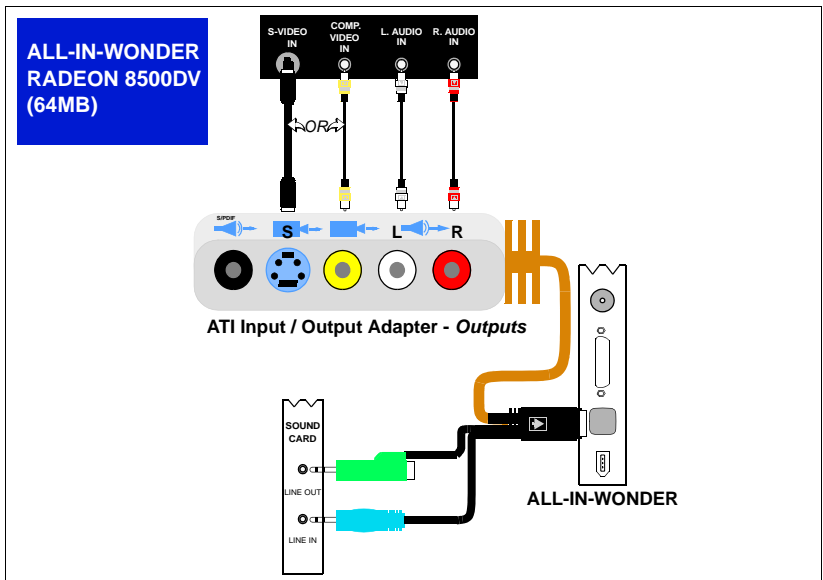 ALL-IN-WONDER
RADEON 8500DV
(64MB)
S-VIDEO
IN
COMP.
VIDEO
IN
L. AUDIO
IN
R. AUDIO
IN
OR
S/PDIF
S
L
R
ATI Input / Output Adapter - Outputs
SOUND
CARD
LINE OUT
LINE IN
ALL-IN-WONDER